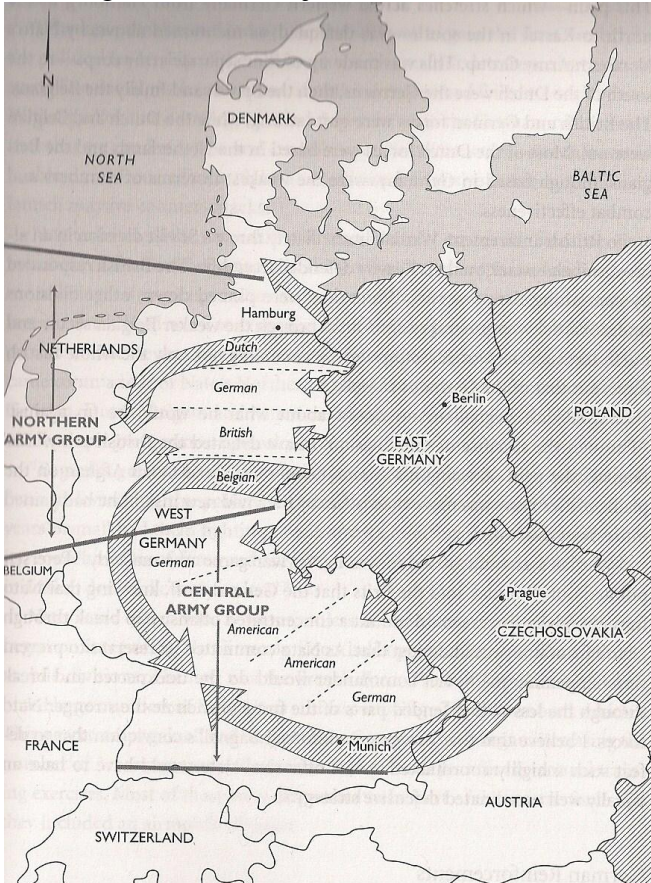 N
DENMARK
NORTH
SEA
BALTIC
SEA
Hamburg
NETHERLANDS
Dutch
German
Berlin
POLAND
NORTHERN
ARMY GROUP
British
EAST
GERMANY
Belgian
WEST
GERMANY
German
BELGIUM
CENTRAL
ARMY GROUP
Prague
CZECHOSLOVAKIA
American
American
German
FRANCE
Munich
AUSTRIA
SWITZERLAND